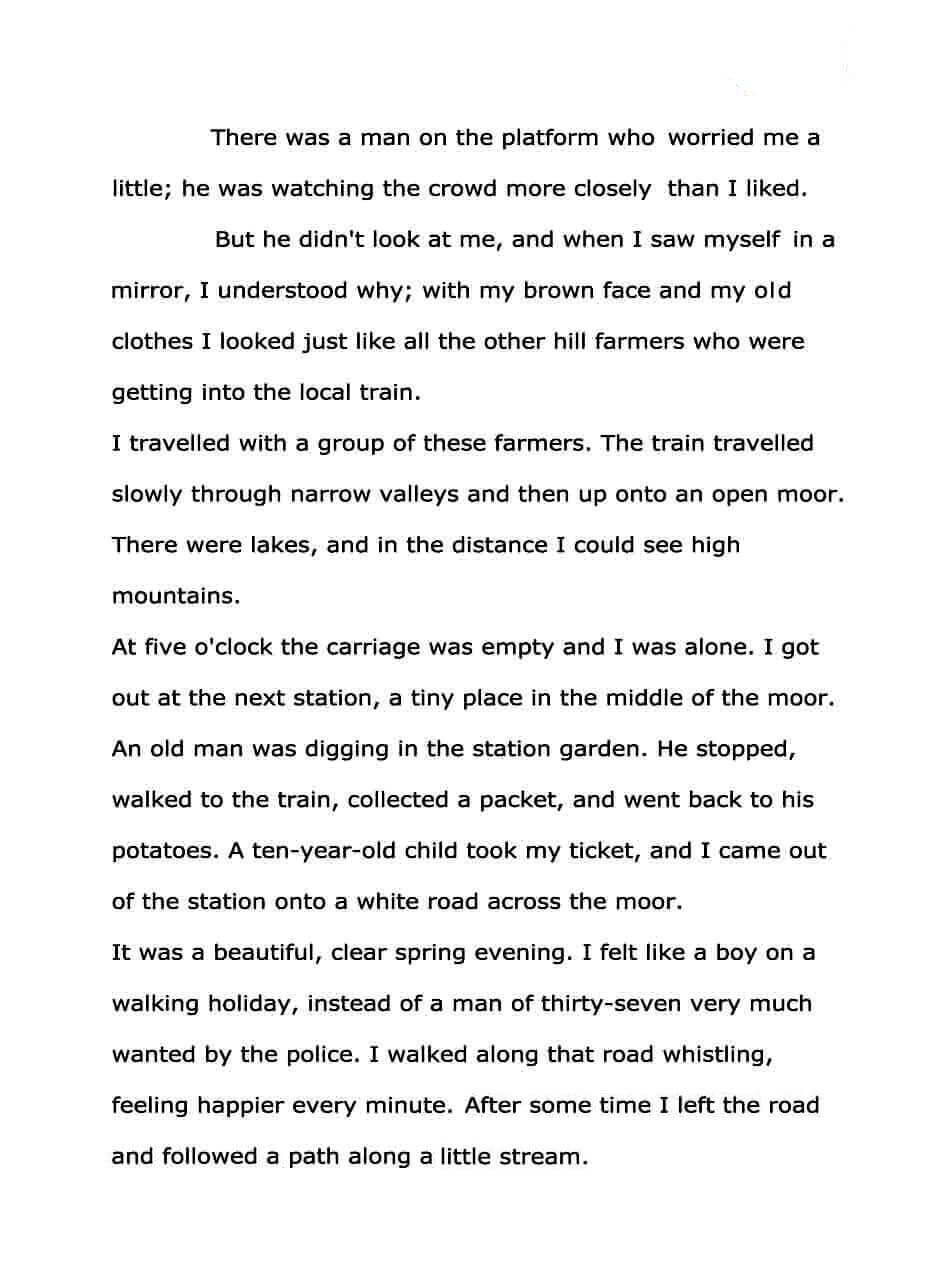 There was a man on the platform who worried me a
little; he was watching the crowd more closely than I liked.
But he didn't look at me, and when I saw myself in a
mirror, I understood why; with my brown face and my old
clothes I looked just like all the other hill farmers who were
getting into the local train.
I travelled with a group of these farmers. The train travelled
slowly through narrow valleys and then up onto an open moor.
There were lakes, and in the distance I could see high
mountains.
At five o'clock the carriage was empty and I was alone. I got
out at the next station, a tiny place in the middle of the moor.
An old man was digging in the station garden. He stopped,
walked to the train, collected a packet, and went back to his
potatoes. A ten-year-old child took my ticket, and I came out
of the station onto a white road across the moor.
It was a beautiful, clear spring evening. I felt like a boy on a
walking holiday, instead of a man of thirty-seven very much
wanted by the police. I walked along that road whistling,
feeling happier every minute. After some time I left the road
and followed a path along a little stream.